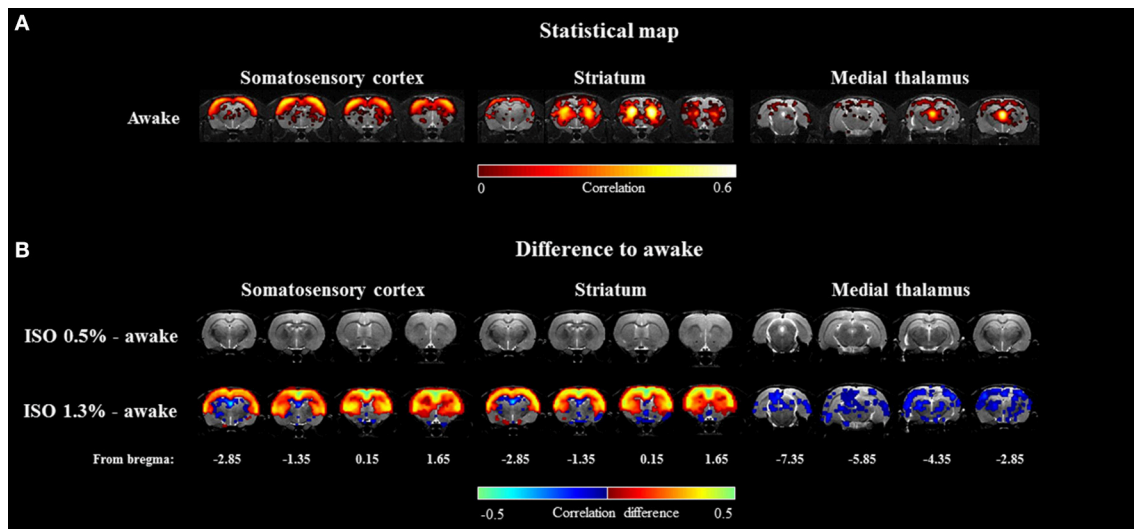 A
Statistical map
Somatosensory cortex Striatum Medial thalamus
Awake
0 Correlation 0.6
B
Difference to awake
Somatosensory cortex Striatum Medial thalamus
ISO 0.5% - awake
ISO 1.3% - awake
From bregma: -2.85 -1.35 0.15 1.65 -2.85 -1.35 0.15 1.65 -7.35 -5.85 -4.35 -2.85
-0.5 Correlation difference 0.5